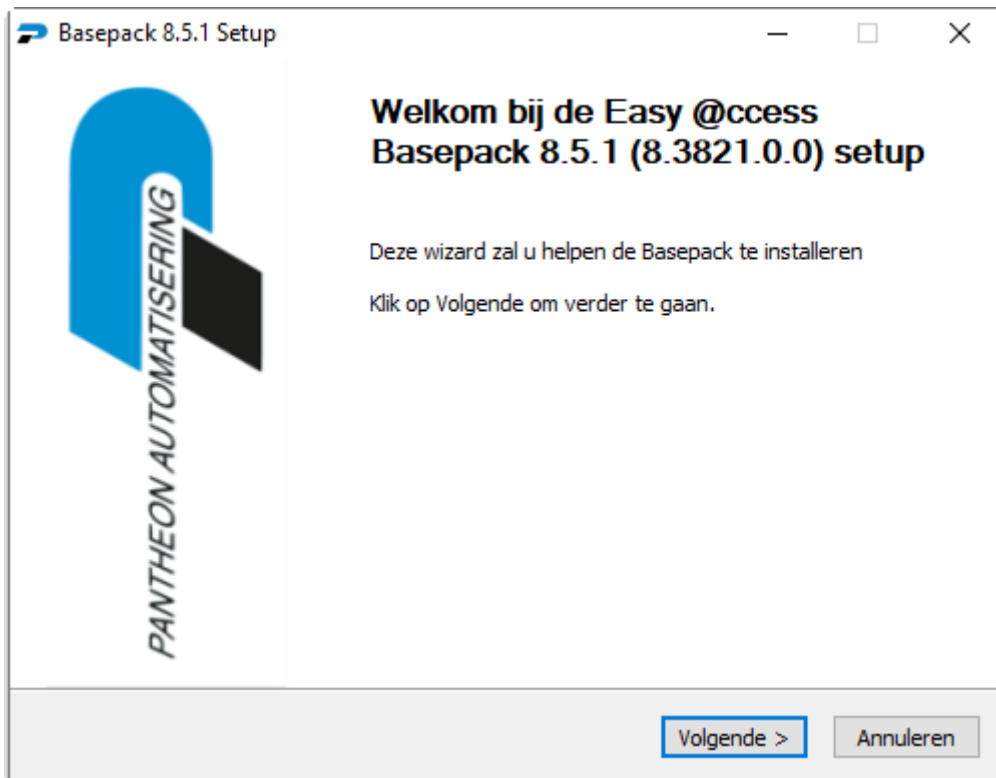 Basepack 8.5.1 Setup
Welkom bij de Easy @ccess
Basepack 8.5.1 (8.3821.0.0) setup
Deze wizard zal u helpen de Basepack te installeren
Klik op Volgende om verder te gaan.
PANTHEON AUTOMATISERING
Volgende >
Annuleren